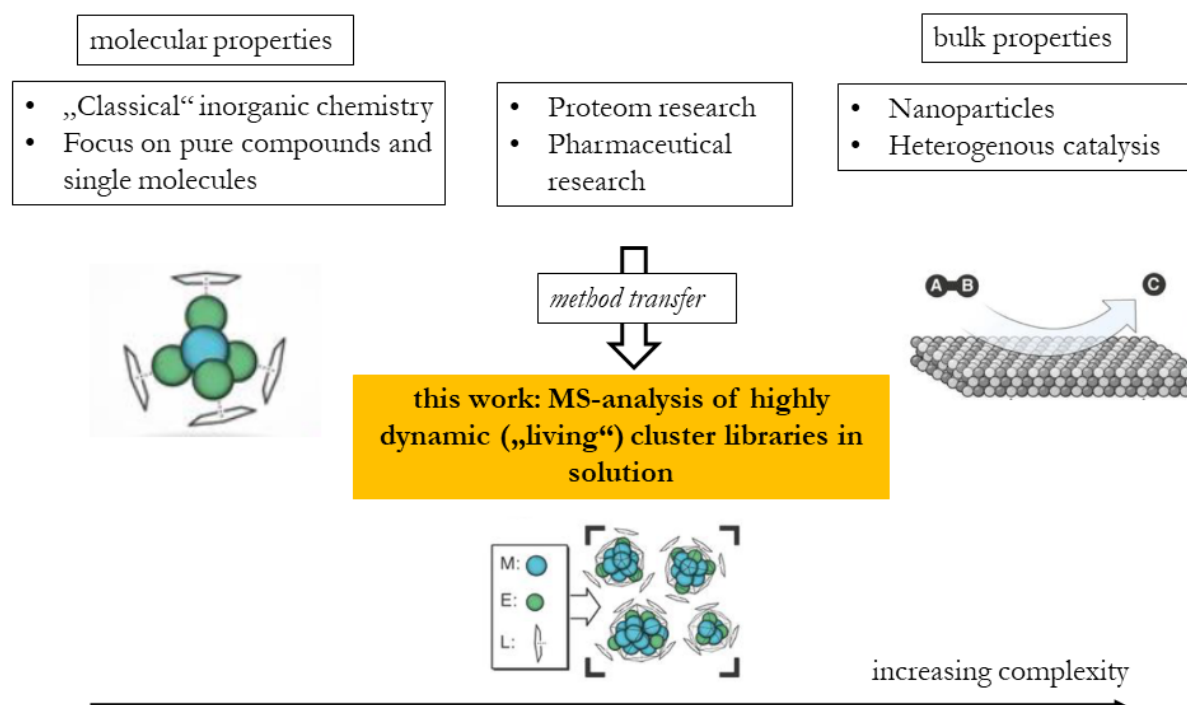 molecular properties
• „Classical“ inorganic chemistry
• Focus on pure compounds and
single molecules
• Proteom research
• Pharmaceutical
research
bulk properties
• Nanoparticles
• Heterogenous catalysis
method transfer
A B
C
this work: MS-analysis of highly
dynamic („living“) cluster libraries in
solution
M:
E:
L:
increasing complexity